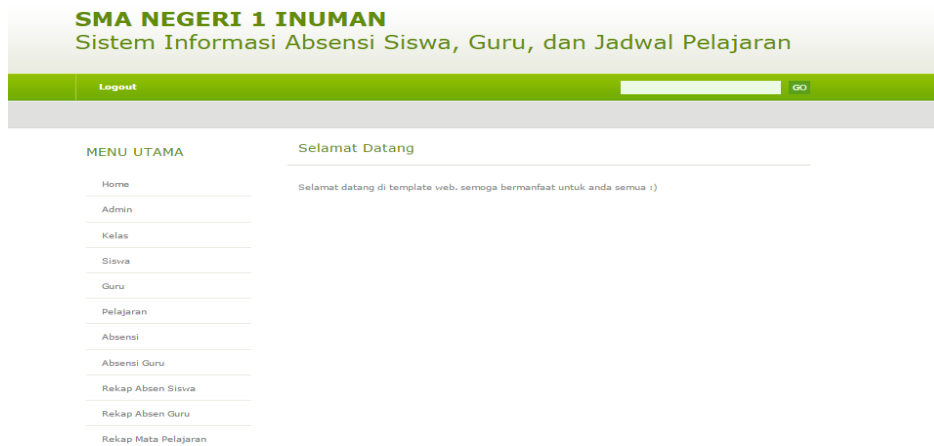 SMA NEGERI 1 INUMAN
Sistem Informasi Absensi Siswa, Guru, dan Jadwal Pelajaran
Logout
GO
MENU UTAMA
Home
Admin
Kelas
Siswa
Guru
Pelajaran
Absensi
Absensi Guru
Rekap Absen Siswa
Rekap Absen Guru
Rekap Mata Pelajaran
Selamat Datang
Selamat datang di template web. semoga bermanfaat untuk anda semua :)